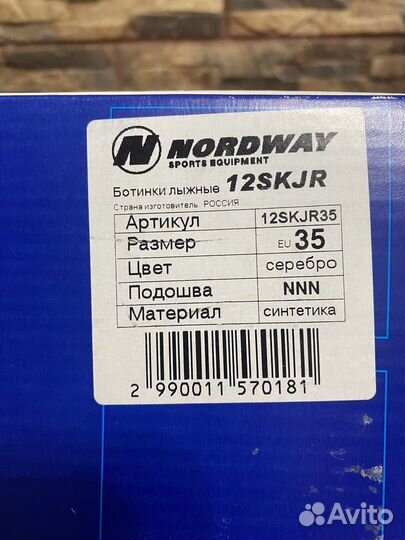 NORDWAY
SPORTS EQUIPMENT
Ботинки лыжные 12SKJR
Страна изготовитель РОССИЯ
Артикул 12SKJR35
Размер EU 35
Цвет серебро
Подошва NNN
Материал синтетика
2 990011 570181
Avito